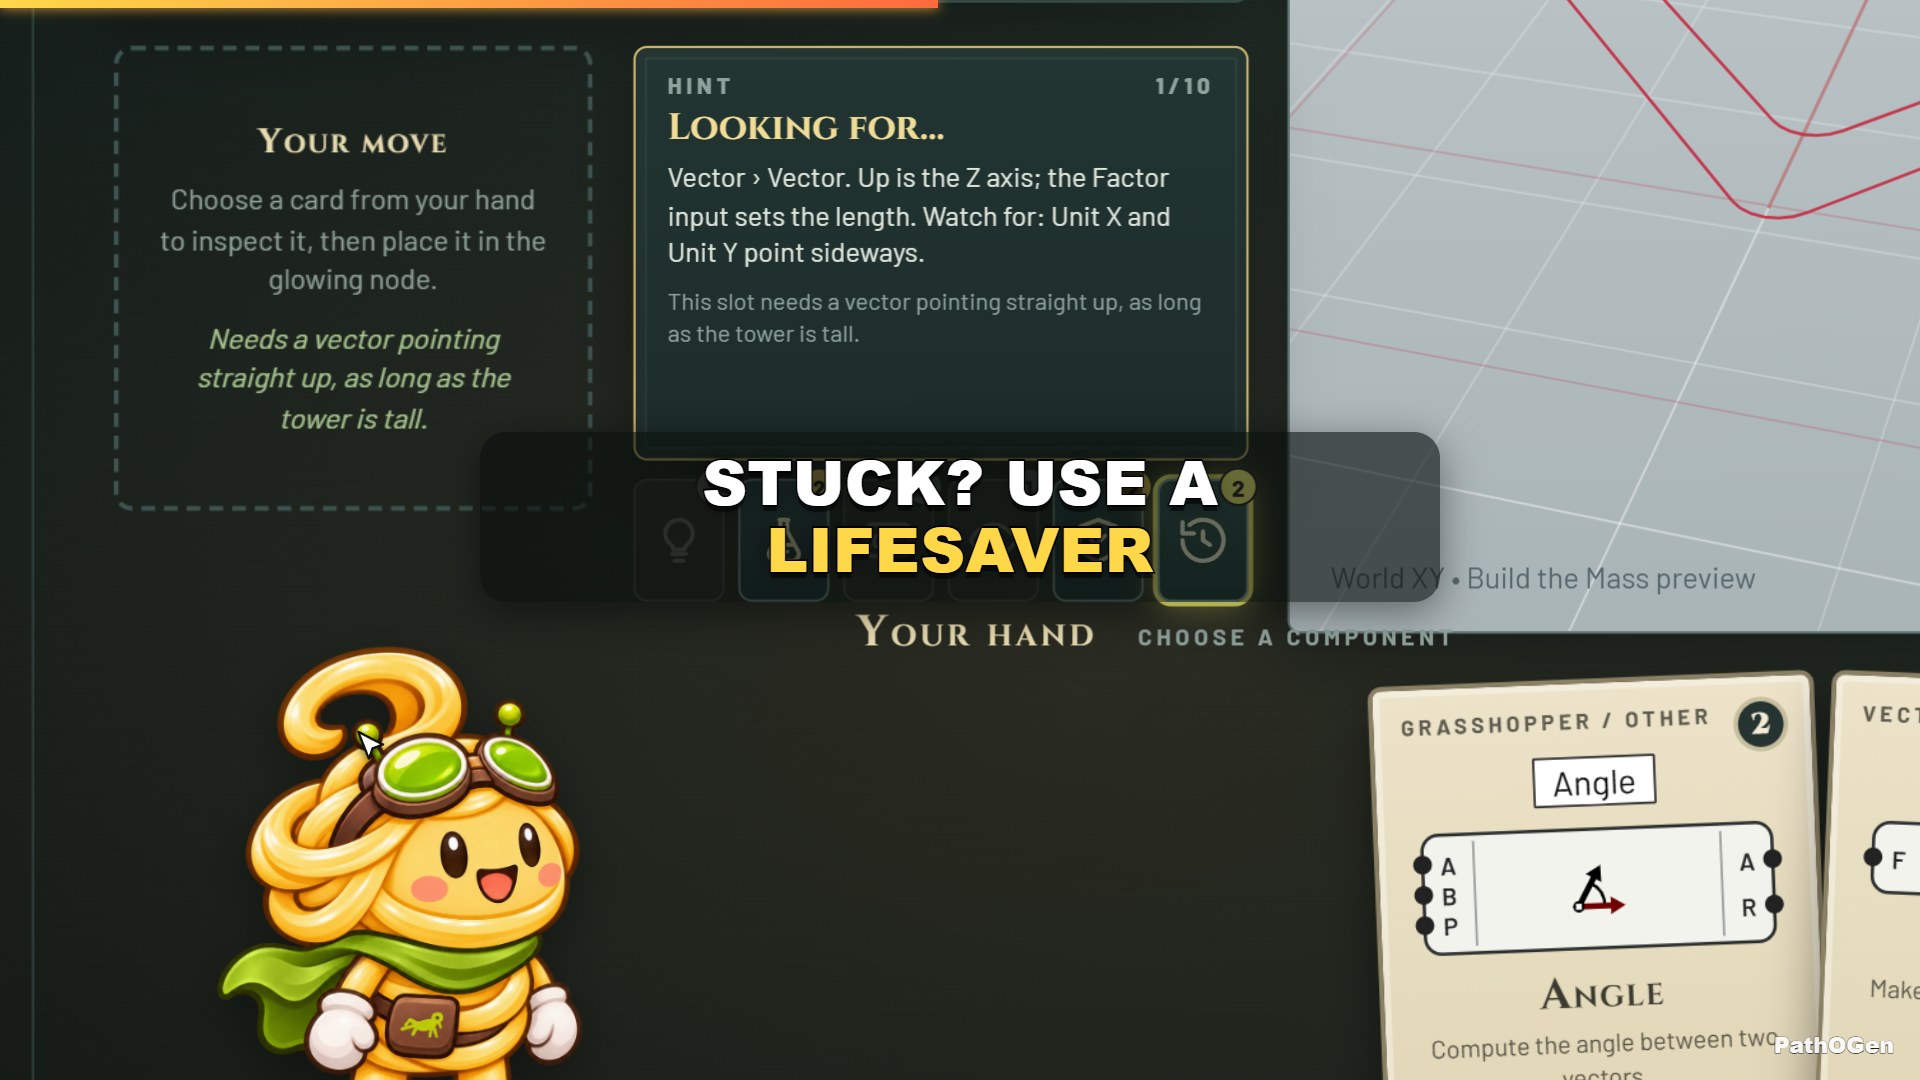 Your move
Choose a card from your hand
to inspect it, then place it in the
glowing node.
Needs a vector pointing
straight up, as long as the
tower is tall.
HINT 1/10
Looking for...
Vector › Vector. Up is the Z axis; the Factor
input sets the length. Watch for: Unit X and
Unit Y point sideways.
This slot needs a vector pointing straight up, as long
as the tower is tall.
STUCK? USE A
LIFESAVER
2
World XY • Build the Mass preview
Your hand CHOOSE A COMPONENT
GRASSHOPPER / OTHER 2
Angle
A
B
P
A
R
Angle
Compute the angle between two
vectors
VECT
F
Make
PathOGen